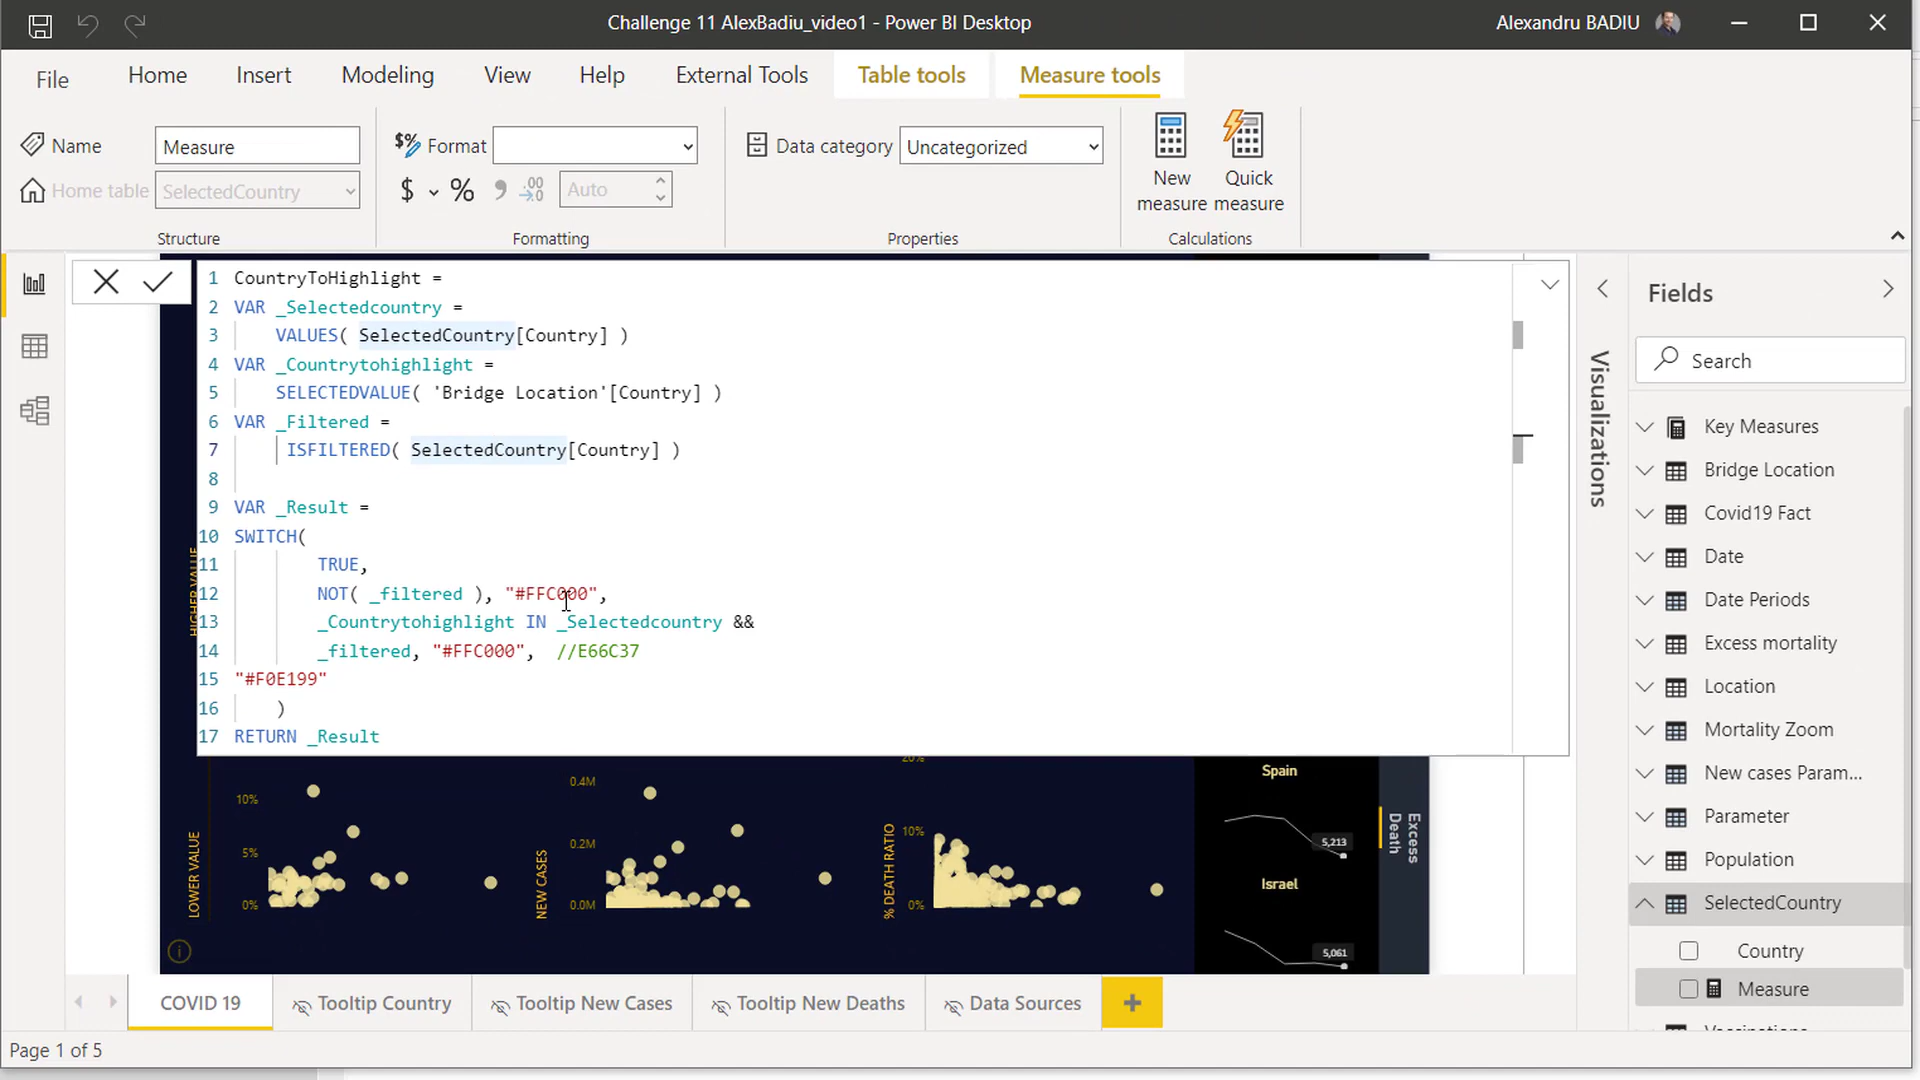 Challenge 11 AlexBadiu_video1 - Power BI Desktop
Alexandru BADIU
File
Home
Insert
Modeling
View
Help
External Tools
Table tools
Measure tools
Name
Measure
Home table
SelectedCountry
Structure
$% Format
$
%
,
.00
Auto
Formatting
Data category
Uncategorized
Properties
New
measure
Quick
measure
Calculations
1 CountryToHighlight =
2 VAR _Selectedcountry =
3 VALUES( SelectedCountry[Country] )
4 VAR _Countrytohighlight =
5 SELECTEDVALUE( 'Bridge Location'[Country] )
6 VAR _Filtered =
7 ISFILTERED( SelectedCountry[Country] )
8
9 VAR _Result =
10 SWITCH(
11 TRUE,
12 NOT( _filtered ), "#FFC000",
13 _Countrytohighlight IN _Selectedcountry &&
14 _filtered, "#FFC000", //E66C37
15 "#F0E199"
16 )
17 RETURN _Result
HIGHER VALUE
LOWER VALUE
10%
5%
0%
NEW CASES
0.4M
0.2M
0.0M
% DEATH RATIO
20%
10%
0%
Spain
5,213
Israel
5,061
Excess
Death
Visualizations
Fields
Search
Key Measures
Bridge Location
Covid19 Fact
Date
Date Periods
Excess mortality
Location
Mortality Zoom
New cases Param...
Parameter
Population
SelectedCountry
Country
Measure
COVID 19
Tooltip Country
Tooltip New Cases
Tooltip New Deaths
Data Sources
+
Page 1 of 5